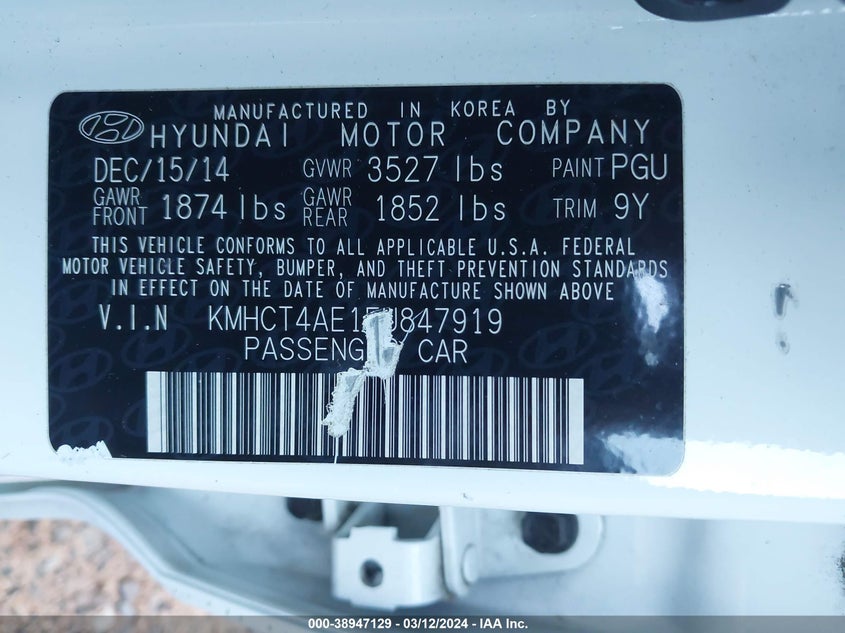 MANUFACTURED IN KOREA BY
HYUNDAI MOTOR COMPANY
DEC/15/14 GVWR 3527 lbs PAINT PGU
GAWR FRONT 1874 lbs GAWR REAR 1852 lbs TRIM 9Y
THIS VEHICLE CONFORMS TO ALL APPLICABLE U.S.A. FEDERAL
MOTOR VEHICLE SAFETY, BUMPER, AND THEFT PREVENTION STANDARDS
IN EFFECT ON THE DATE OF MANUFACTURE SHOWN ABOVE
V.I.N KMHCT4AE1FU847919
PASSENG CAR
000-38947129 - 03/12/2024 - IAA Inc.